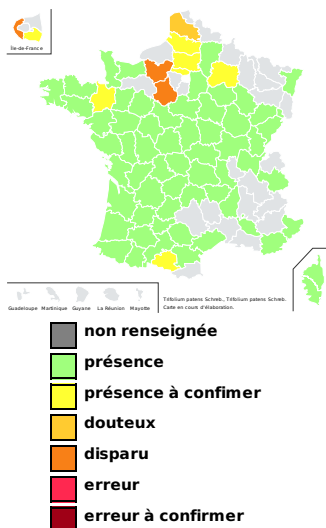 Île-de-France
Guadeloupe Martinique Guyane La Réunion Mayotte
Trifolium patens Schreb., Trifolium patens Schreb.
Carte en cours d'élaboration.
non renseignée
présence
présence à confimer
douteux
disparu
erreur
erreur à confirmer